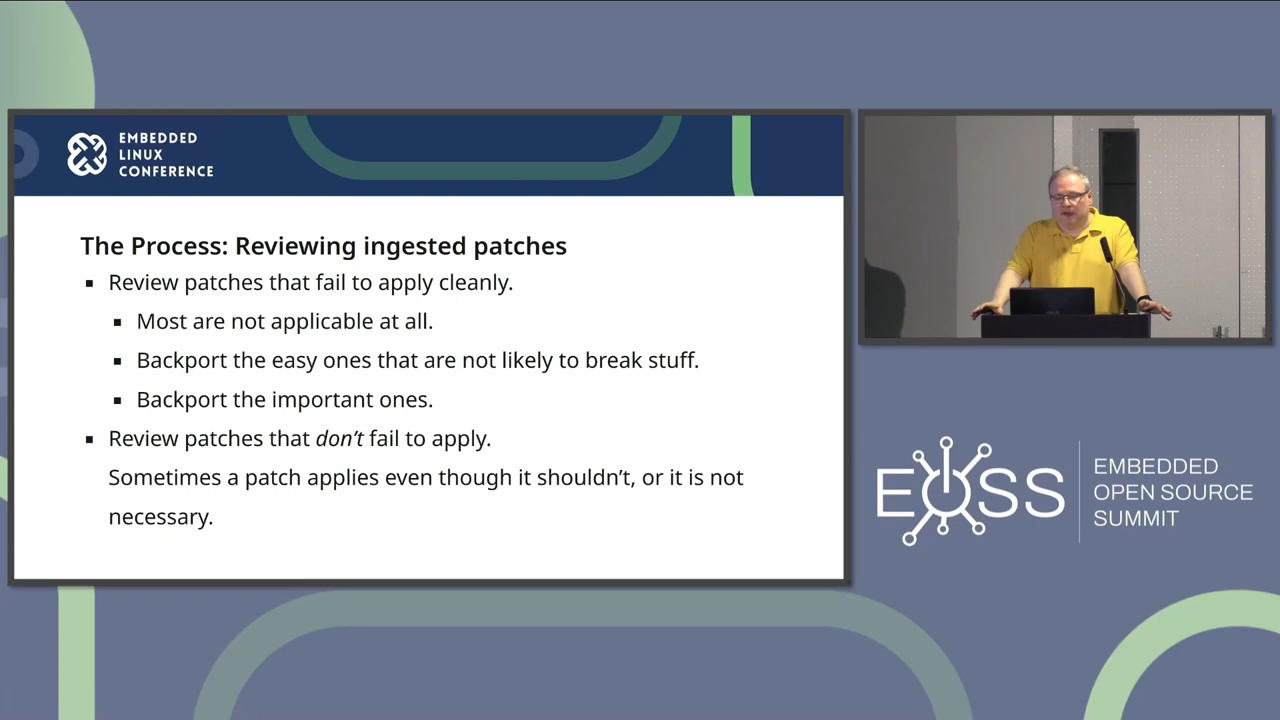 EMBEDDED
LINUX
CONFERENCE
The Process: Reviewing ingested patches
▪ Review patches that fail to apply cleanly.
▪ Most are not applicable at all.
▪ Backport the easy ones that are not likely to break stuff.
▪ Backport the important ones.
▪ Review patches that don't fail to apply.
Sometimes a patch applies even though it shouldn't, or it is not
necessary.
EOSS
EMBEDDED
OPEN SOURCE
SUMMIT